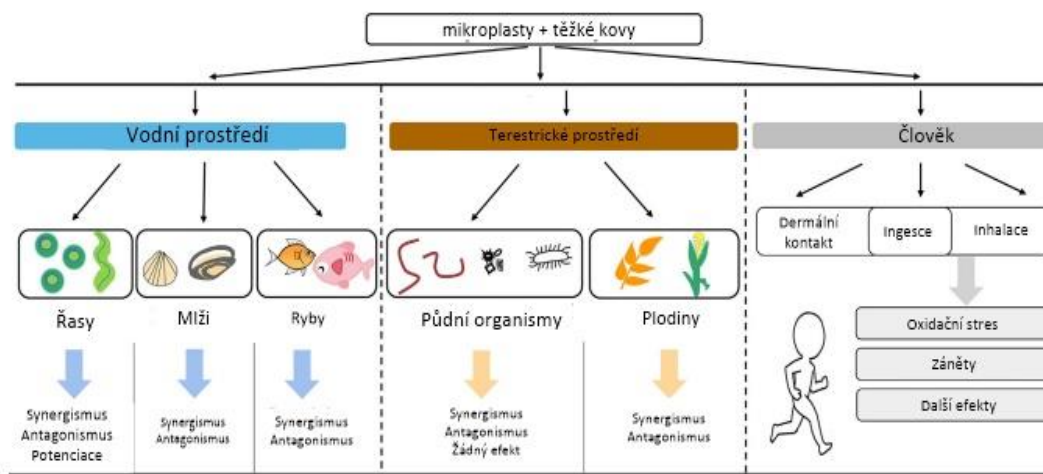 mikroplasty + těžké kovy
Vodní prostředí
Terestrické prostředí
Člověk
Dermální
kontakt
Ingesce
Inhalace
Řasy
Mlži
Ryby
Půdní organismy
Plodiny
Oxidační stres
Záněty
Další efekty
Synergismus
Antagonismus
Potenciace
Synergismus
Antagonismus
Synergismus
Antagonismus
Synergismus
Antagonismus
Žádný efekt
Synergismus
Antagonismus